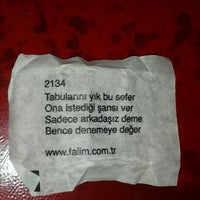 2134
Tabularını yık bu sefer
Ona istediği şansı ver
Sadece arkadaşız deme
Bence denemeye değer
www.falim.com.tr